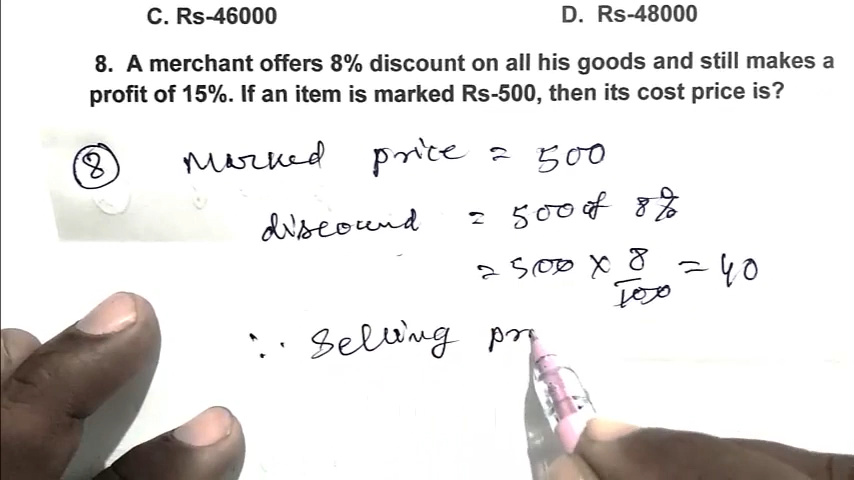 C. Rs-46000 D. Rs-48000
8. A merchant offers 8% discount on all his goods and still makes a
profit of 15%. If an item is marked Rs-500, then its cost price is?
8 Marked price = 500
discound = 500 of 8%
= 500 × 8/100 = 40
∴ Selling pr